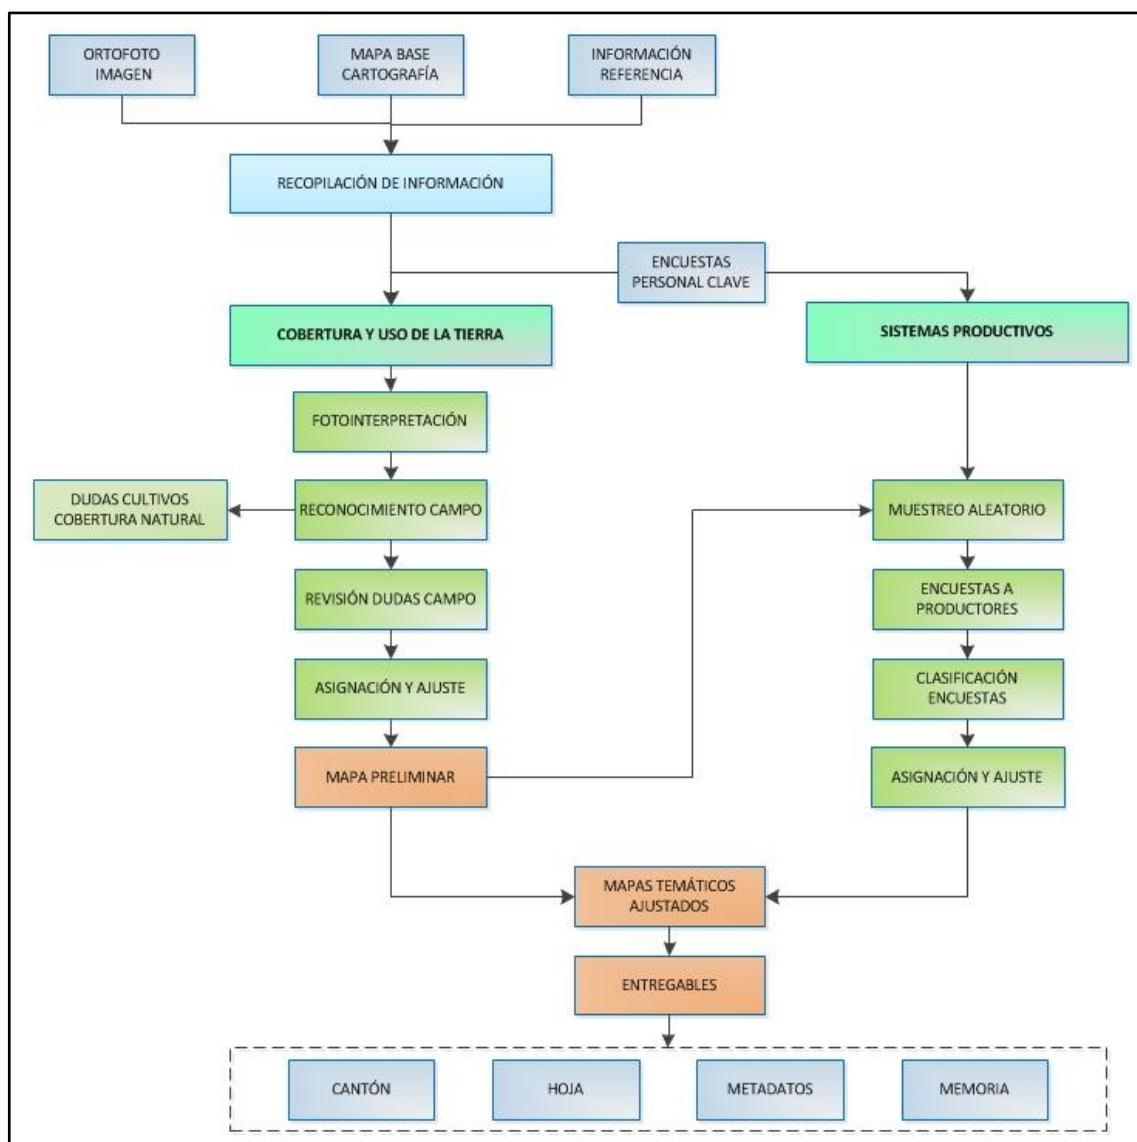 ORTOFOTO
IMAGEN
MAPA BASE
CARTOGRAFÍA
INFORMACIÓN
REFERENCIA
RECOPILACIÓN DE INFORMACIÓN
ENCUESTAS
PERSONAL CLAVE
COBERTURA Y USO DE LA TIERRA
SISTEMAS PRODUCTIVOS
FOTOINTERPRETACIÓN
DUDAS CULTIVOS
COBERTURA NATURAL
RECONOCIMIENTO CAMPO
MUESTREO ALEATORIO
REVISIÓN DUDAS CAMPO
ENCUESTAS A
PRODUCTORES
ASIGNACIÓN Y AJUSTE
CLASIFICACIÓN
ENCUESTAS
MAPA PRELIMINAR
ASIGNACIÓN Y AJUSTE
MAPAS TEMÁTICOS
AJUSTADOS
ENTREGABLES
CANTÓN
HOJA
METADATOS
MEMORIA